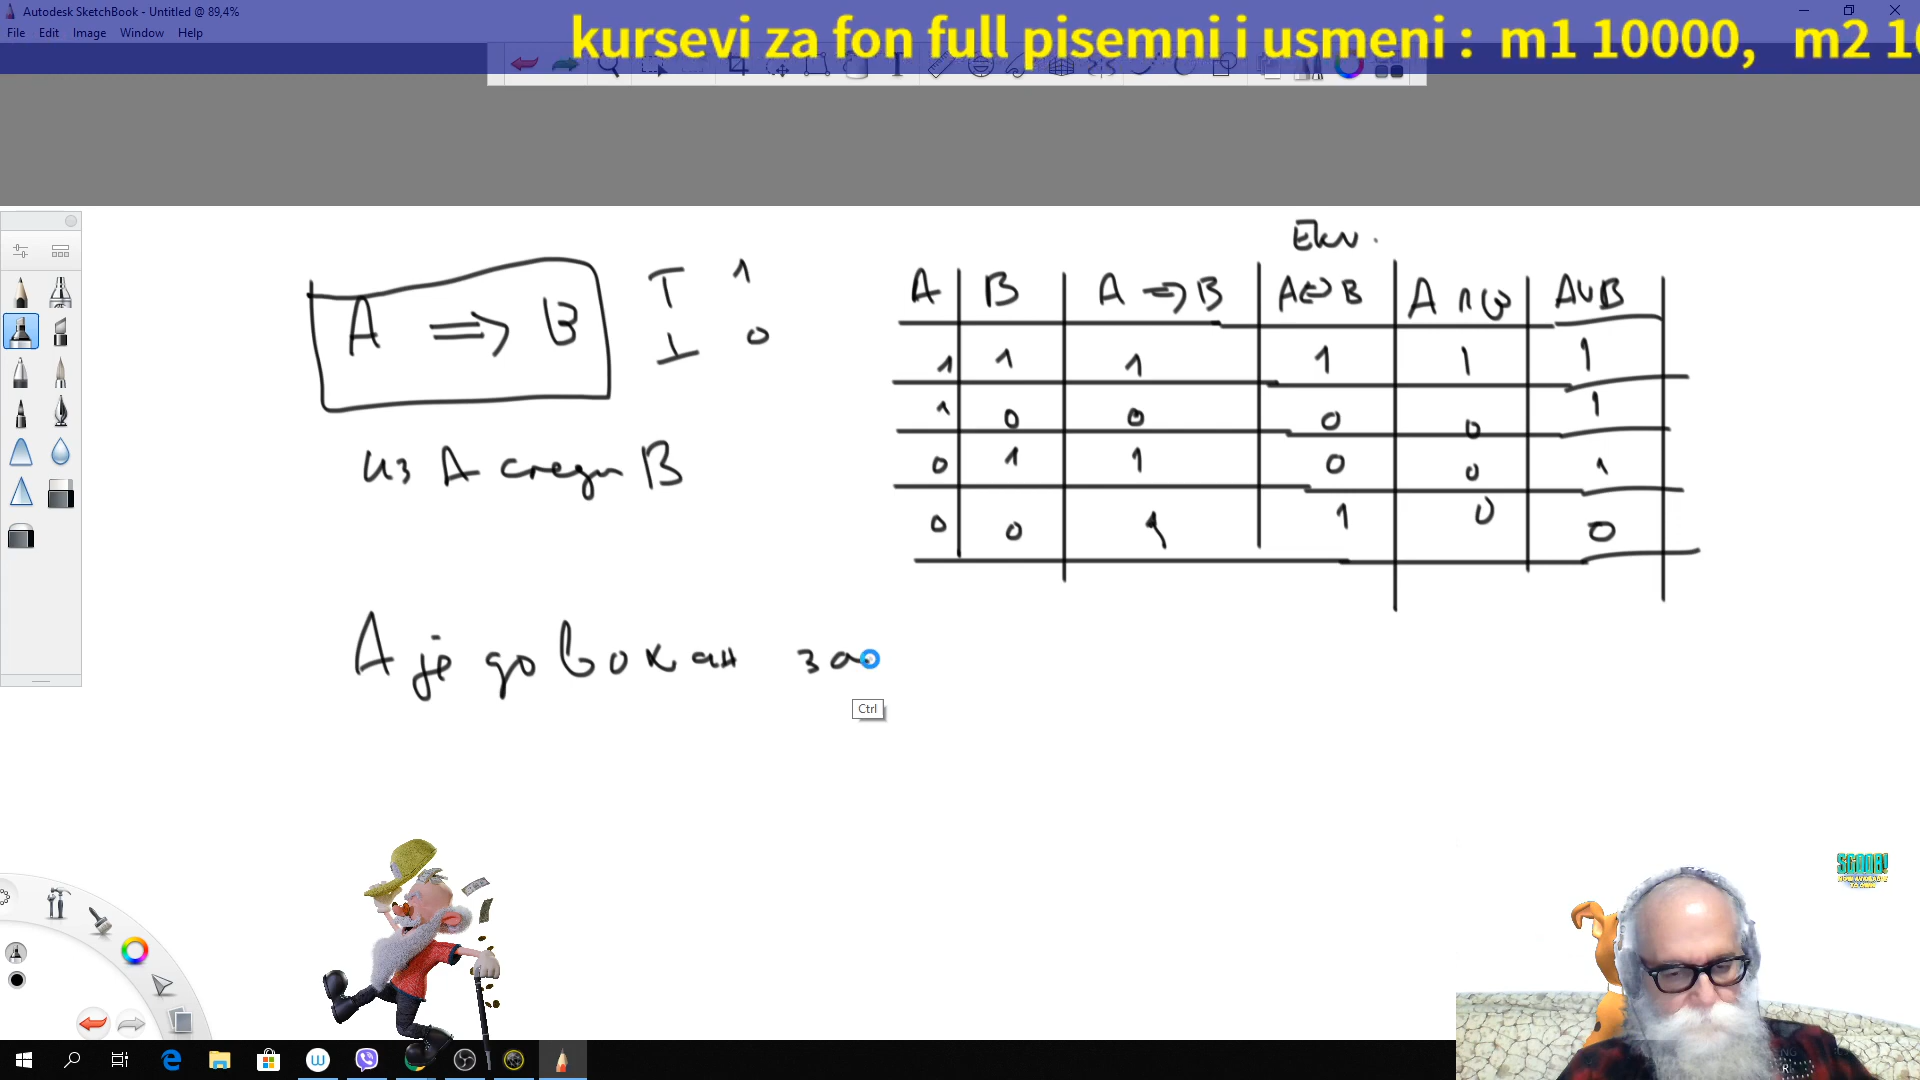 Autodesk SketchBook - Untitled @ 89,4%
File Edit Image Window Help
kursevi za fon full pisemni i usmeni : m1 10000, m2 1
A ⇒ B
T 1
⊥ 0
из А следи B
Ekv.
A B A ⇒ B A⇔B A ∧ B A∪B
1 1 1 1 1 1
1 0 0 0 0 1
0 1 1 0 0 1
0 0 1 1 0 0
А је довокан за
Ctrl
SCOOB!